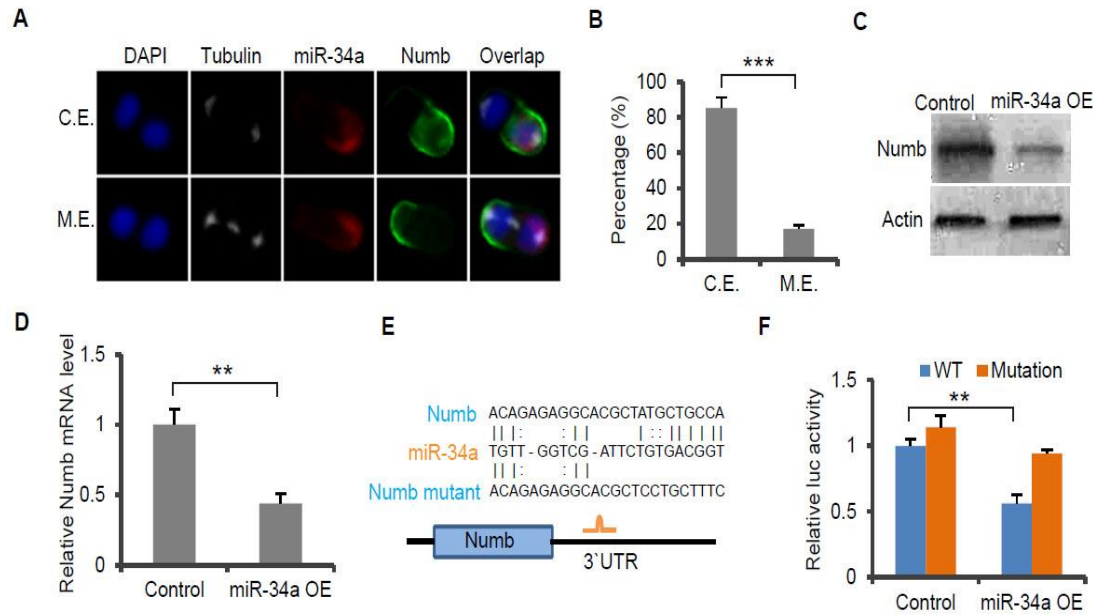 A
DAPI Tubulin miR-34a Numb Overlap
C.E.
M.E.
B
***
Percentage (%)
100
80
60
40
20
0
C.E. M.E.
C
Control miR-34a OE
Numb
Actin
D
**
Relative Numb mRNA level
1.5
1
0.5
0
Control miR-34a OE
E
Numb ACAGAGAGGCACGCTATGCTGCCA
miR-34a TGTT-GGTCG-ATTCTGTGACGGT
Numb mutant ACAGAGAGGCACGCTCCTGCTTTC
Numb
3`UTR
F
WT Mutation
**
Relative luc activity
1.5
1
0.5
0
Control miR-34a OE